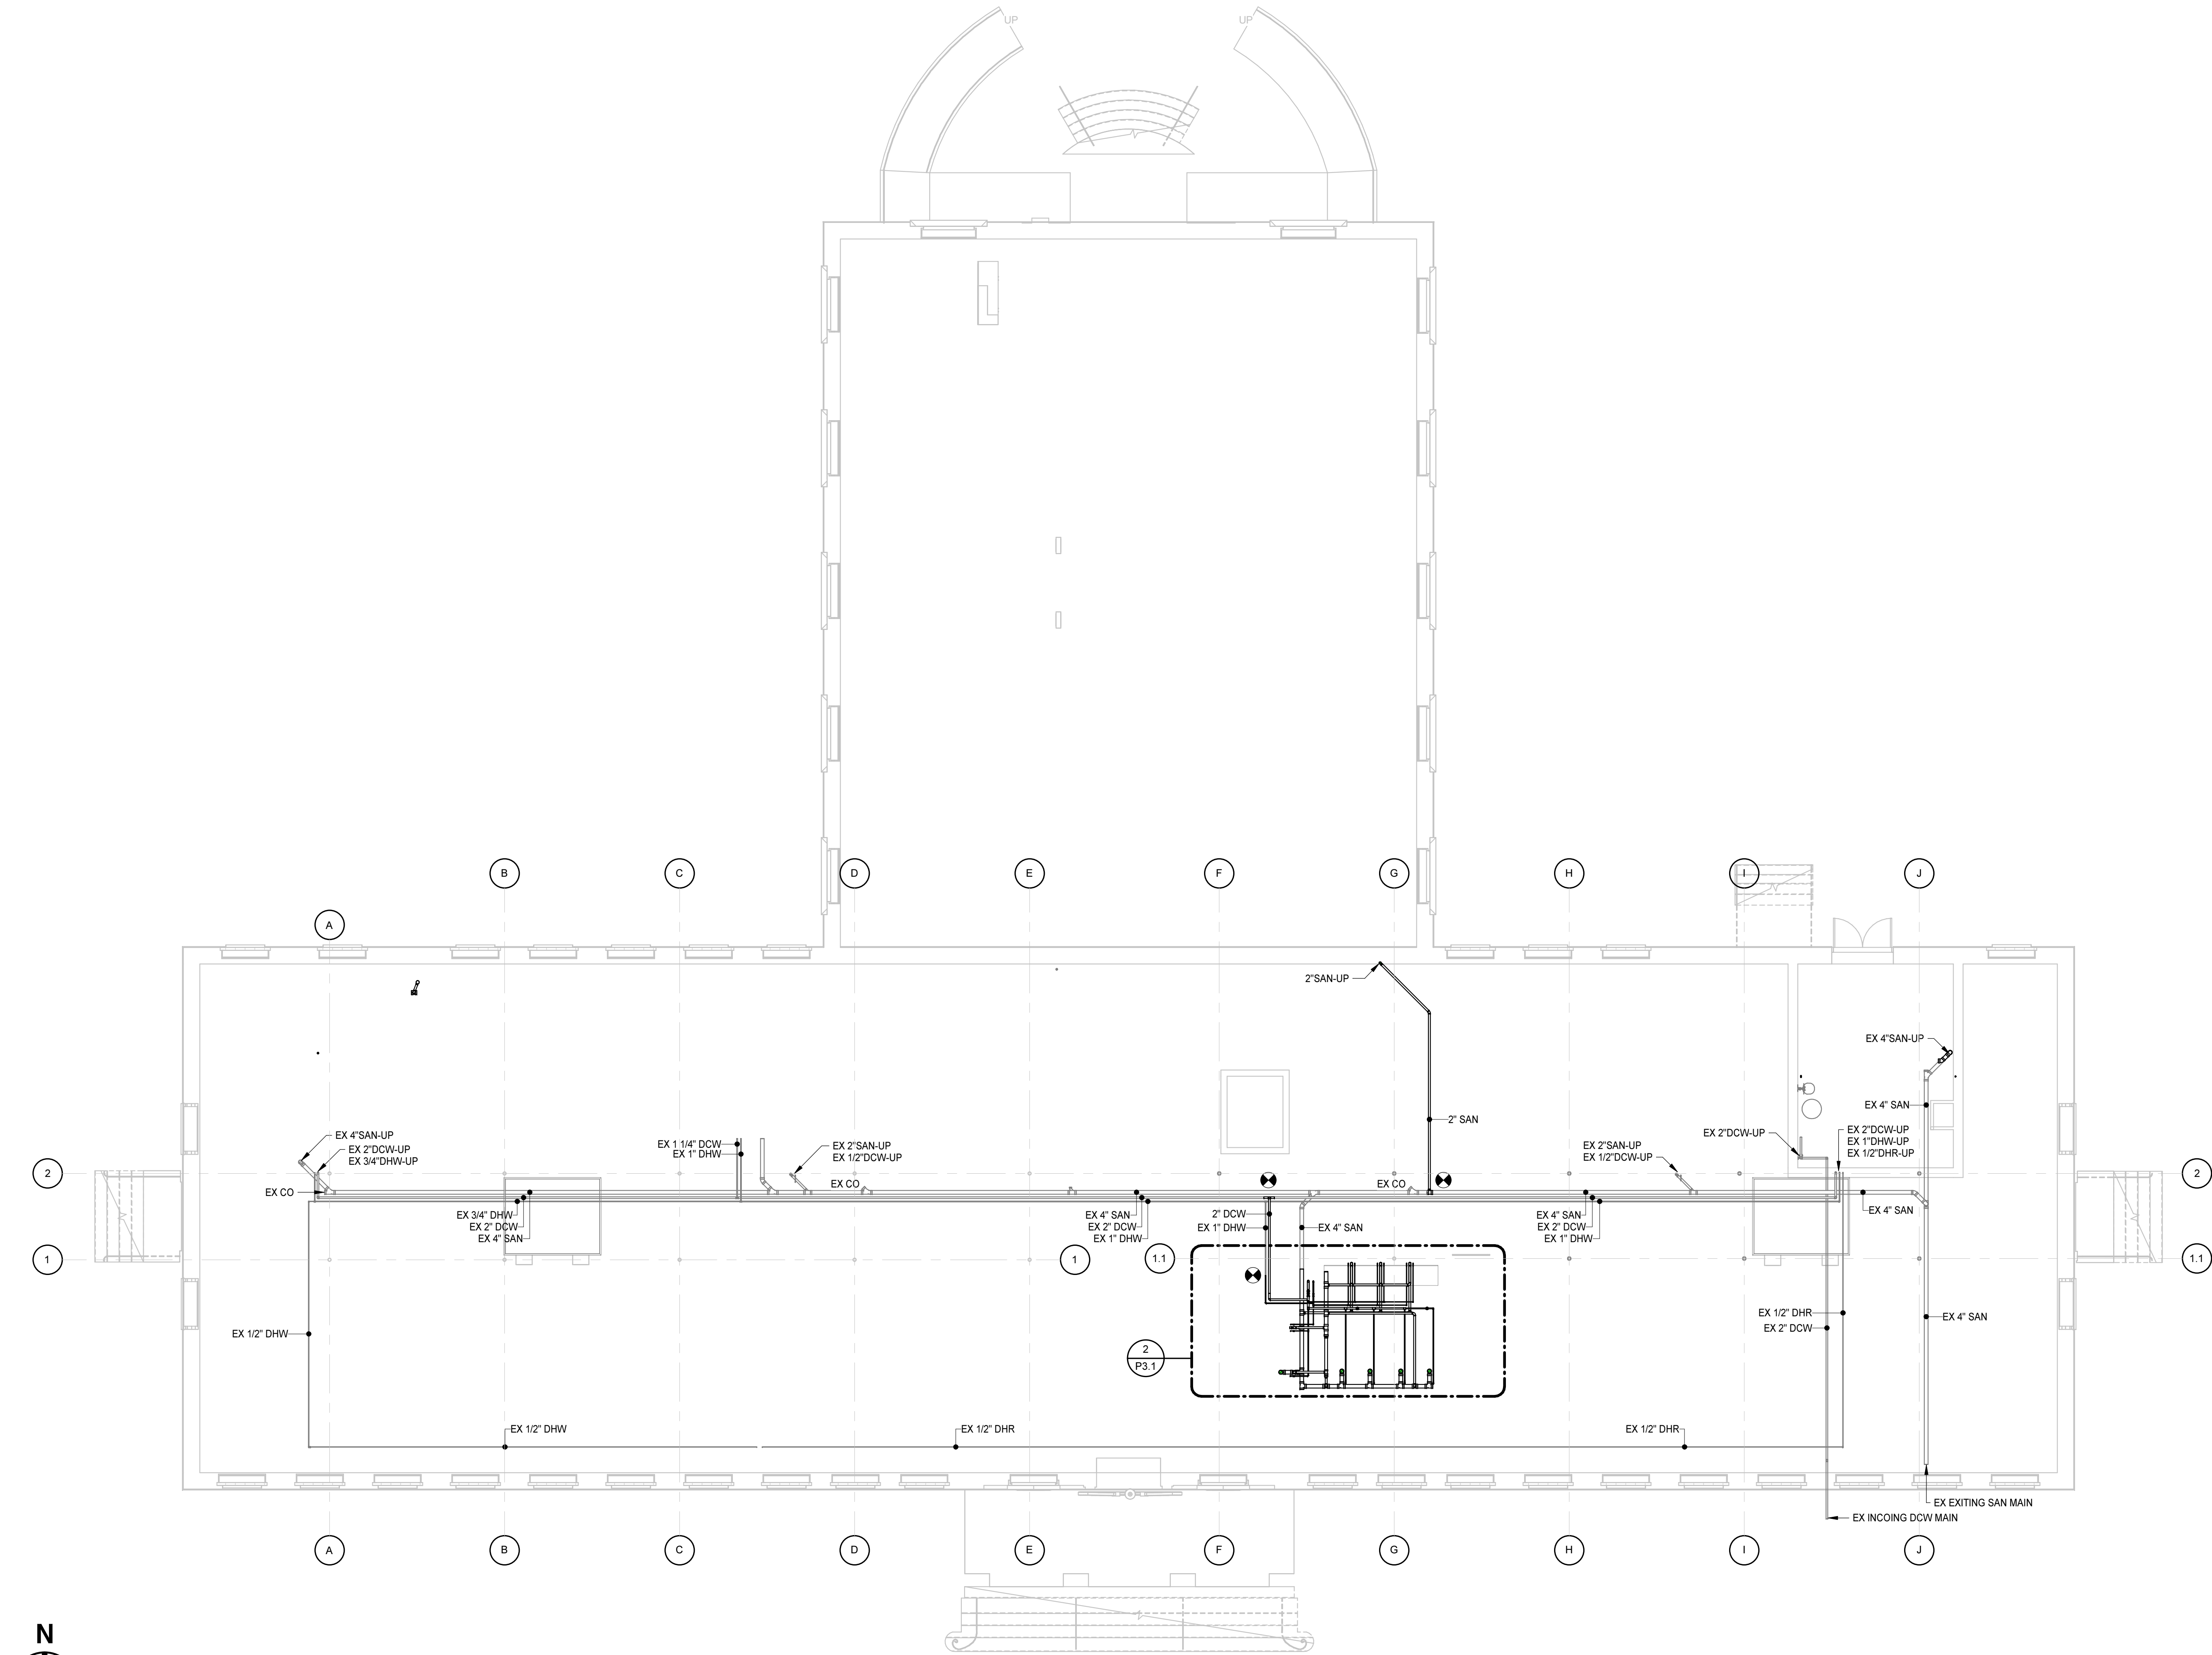 UP
UP
B
C
D
E
F
G
H
I
J
A
2"SAN-UP
EX 4"SAN-UP
EX 4" SAN
2" SAN
EX 4"SAN-UP
EX 2"DCW-UP
EX 3/4"DHW-UP
EX 1 1/4" DCW
EX 1" DHW
EX 2"SAN-UP
EX 1/2"DCW-UP
EX 2"SAN-UP
EX 1/2"DCW-UP
EX 2"DCW-UP
EX 2"DCW-UP
EX 1"DHW-UP
EX 1/2"DHR-UP
2
2
EX CO
EX CO
EX CO
EX 3/4" DHW
EX 2" DCW
EX 4" SAN
EX 4" SAN
EX 2" DCW
EX 1" DHW
2" DCW
EX 1" DHW
EX 4" SAN
EX 4" SAN
EX 2" DCW
EX 1" DHW
EX 4" SAN
1
1
1.1
1.1
EX 1/2" DHW
EX 1/2" DHR
EX 2" DCW
EX 4" SAN
2
P3.1
EX 1/2" DHW
EX 1/2" DHR
EX 1/2" DHR
EX EXITING SAN MAIN
EX INCOING DCW MAIN
A
B
C
D
E
F
G
H
I
J
N